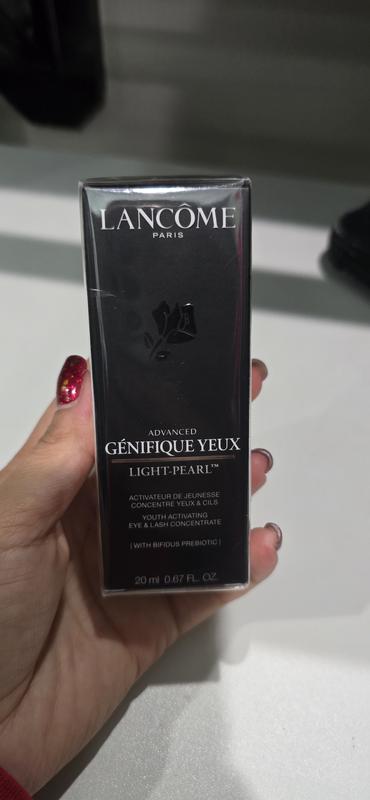 LANCÔME
PARIS
ADVANCED
GÉNIFIQUE YEUX
LIGHT-PEARL™
ACTIVATEUR DE JEUNESSE
CONCENTRE YEUX & CILS
YOUTH ACTIVATING
EYE & LASH CONCENTRATE
[ WITH BIFIDUS PREBIOTIC ]
20 ml 0.67 FL. OZ.